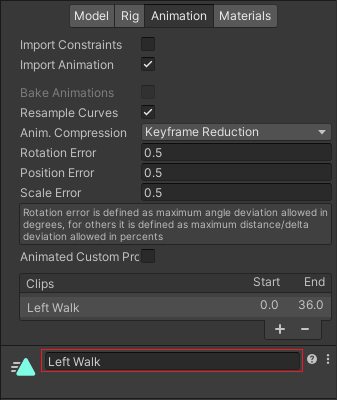 Model Rig Animation Materials
Import Constraints
Import Animation
Bake Animations
Resample Curves
Anim. Compression Keyframe Reduction
Rotation Error 0.5
Position Error 0.5
Scale Error 0.5
Rotation error is defined as maximum angle deviation allowed in
degrees, for others it is defined as maximum distance/delta
deviation allowed in percents
Animated Custom Pro
Clips Start End
Left Walk 0.0 36.0
+ −
Left Walk ?